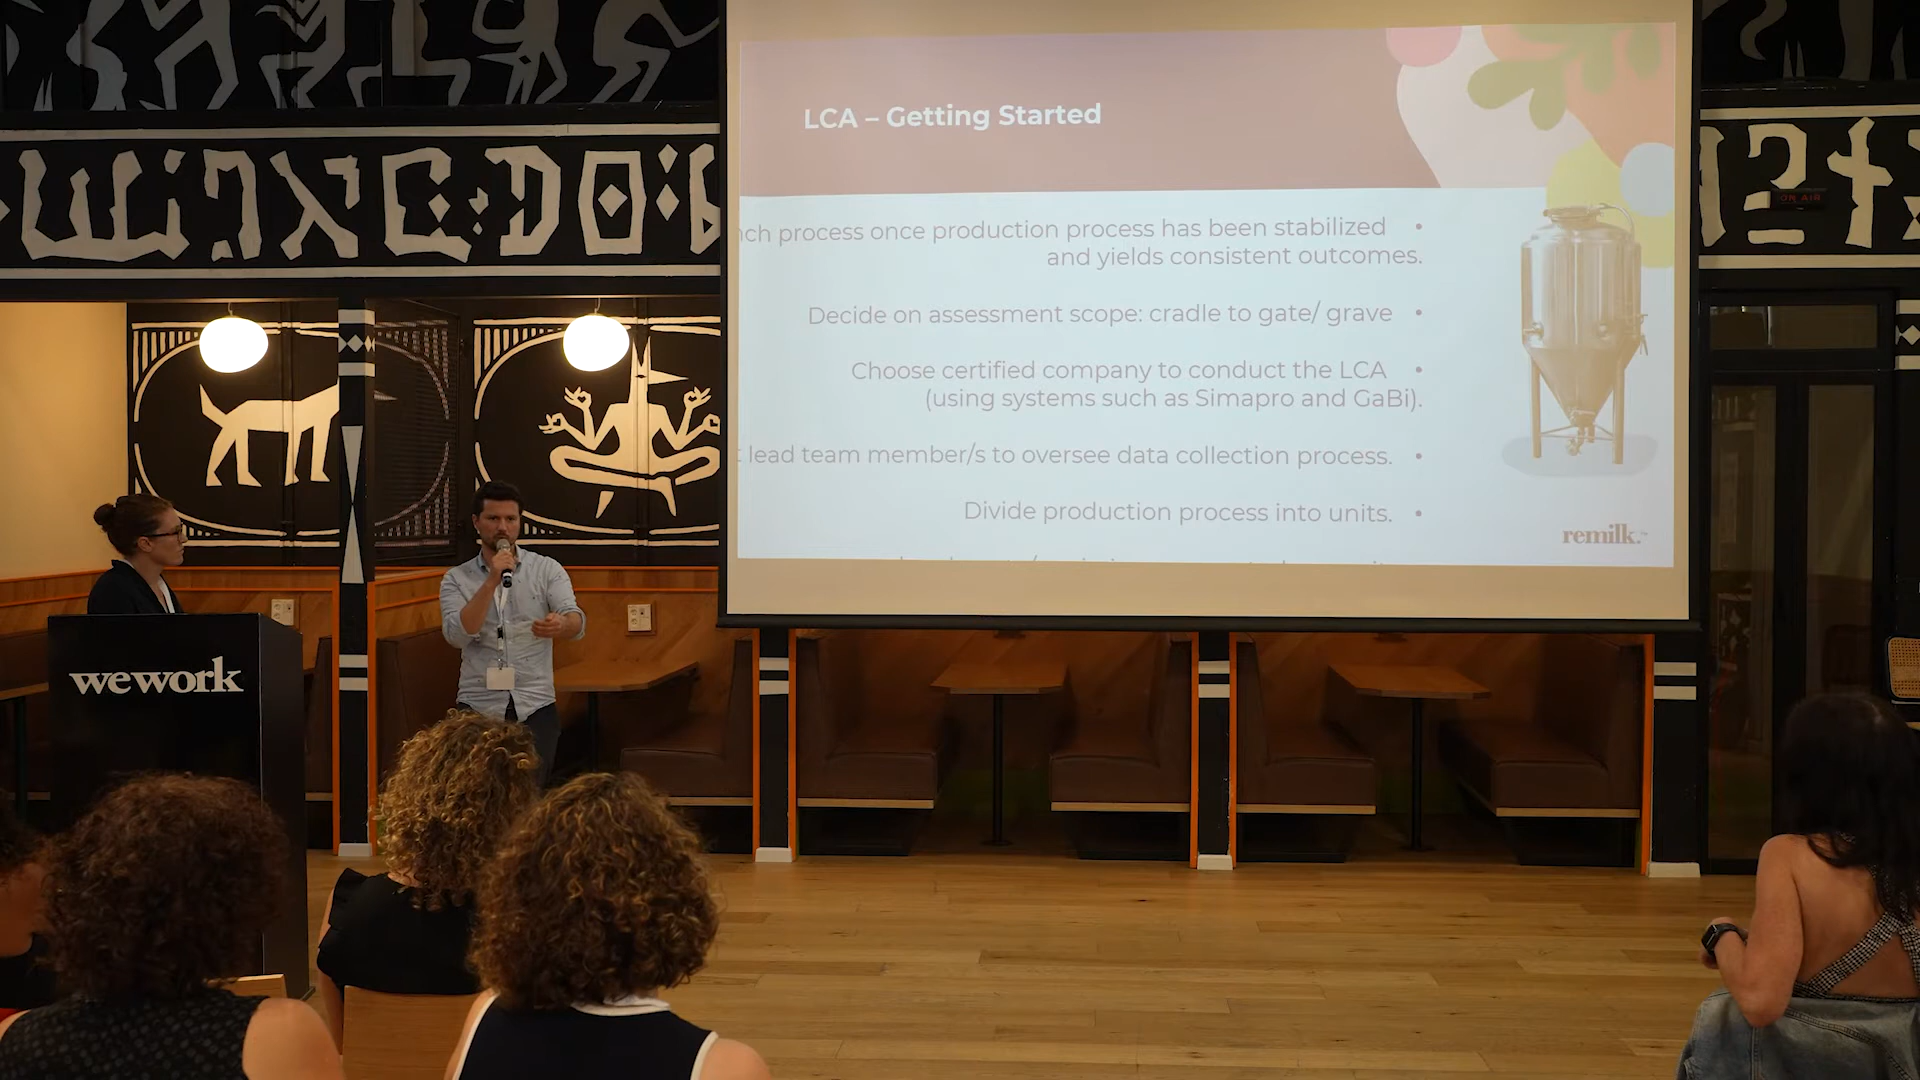 LCA – Getting Started
process once production process has been stabilized •
and yields consistent outcomes.
Decide on assessment scope: cradle to gate/ grave •
Choose certified company to conduct the LCA •
(using systems such as Simapro and GaBi).
lead team member/s to oversee data collection process. •
Divide production process into units. •
remilk.
wework
ON AIR